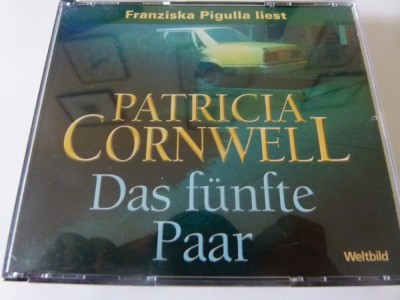 Franziska Pigulla liest
PATRICIA
CORNWELL
Das fünfte
Paar
Weltbild